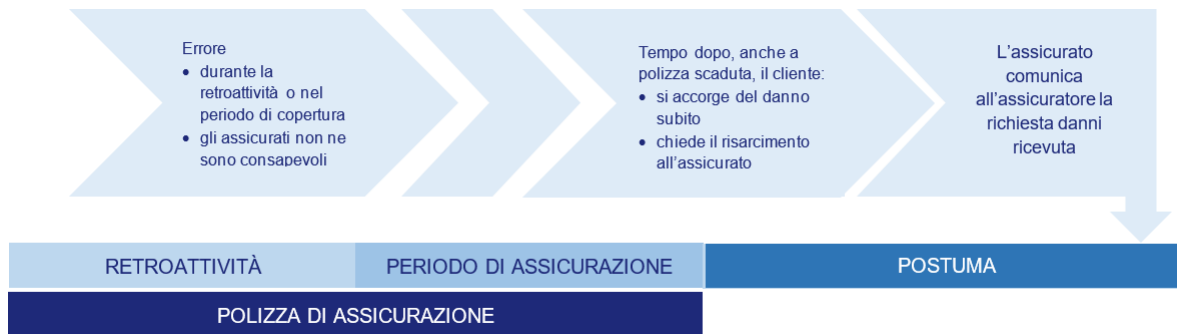 Errore
• durante la
retroattività o nel
periodo di copertura
• gli assicurati non ne
sono consapevoli
Tempo dopo, anche a
polizza scaduta, il cliente:
• si accorge del danno
subito
• chiede il risarcimento
all'assicurato
L'assicurato
comunica
all'assicuratore la
richiesta danni
ricevuta
RETROATTIVITÀ
PERIODO DI ASSICURAZIONE
POSTUMA
POLIZZA DI ASSICURAZIONE